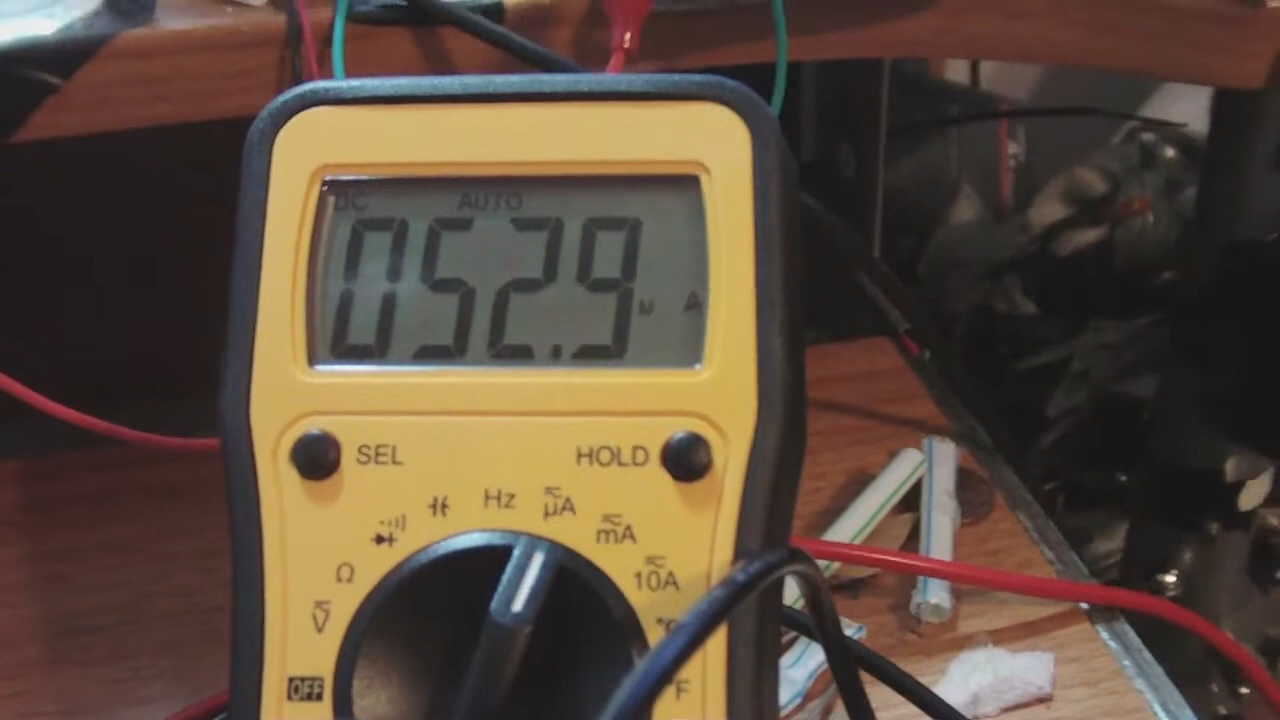 DC AUTO
052.9 µ A
SEL HOLD
Hz µA
mA
Ω 10A
V °C
OFF F